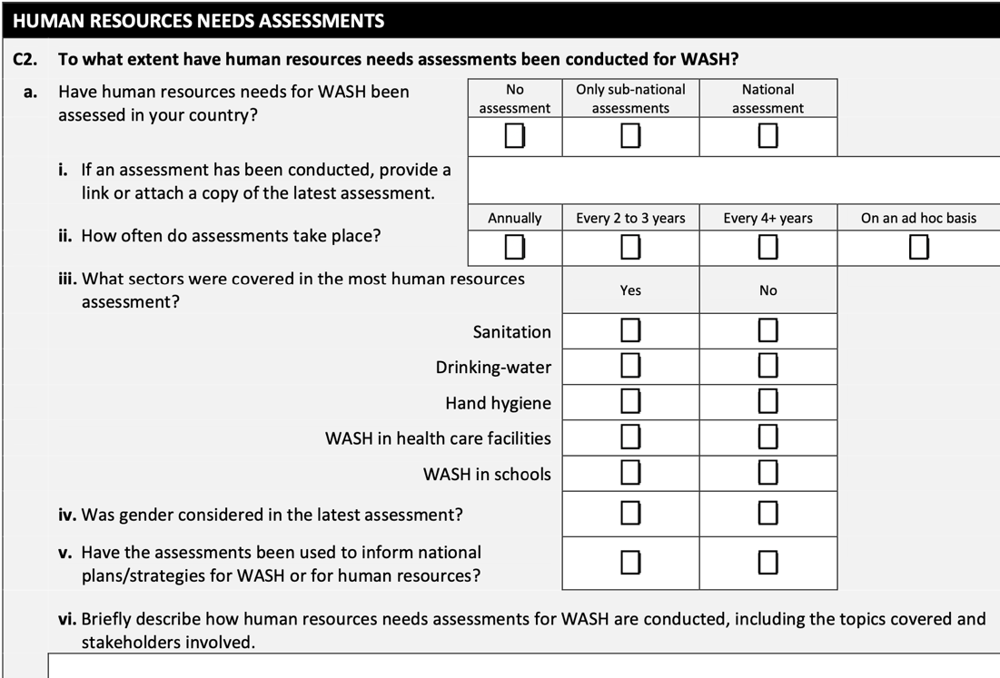 HUMAN RESOURCES NEEDS ASSESSMENTS
C2. To what extent have human resources needs assessments been conducted for WASH?
a. Have human resources needs for WASH been
assessed in your country?
No
assessment
Only sub-national
assessments
National
assessment
i. If an assessment has been conducted, provide a
link or attach a copy of the latest assessment.
ii. How often do assessments take place?
Annually
Every 2 to 3 years
Every 4+ years
On an ad hoc basis
iii. What sectors were covered in the most human resources
assessment?
Yes
No
Sanitation
Drinking-water
Hand hygiene
WASH in health care facilities
WASH in schools
iv. Was gender considered in the latest assessment?
v. Have the assessments been used to inform national
plans/strategies for WASH or for human resources?
vi. Briefly describe how human resources needs assessments for WASH are conducted, including the topics covered and
stakeholders involved.